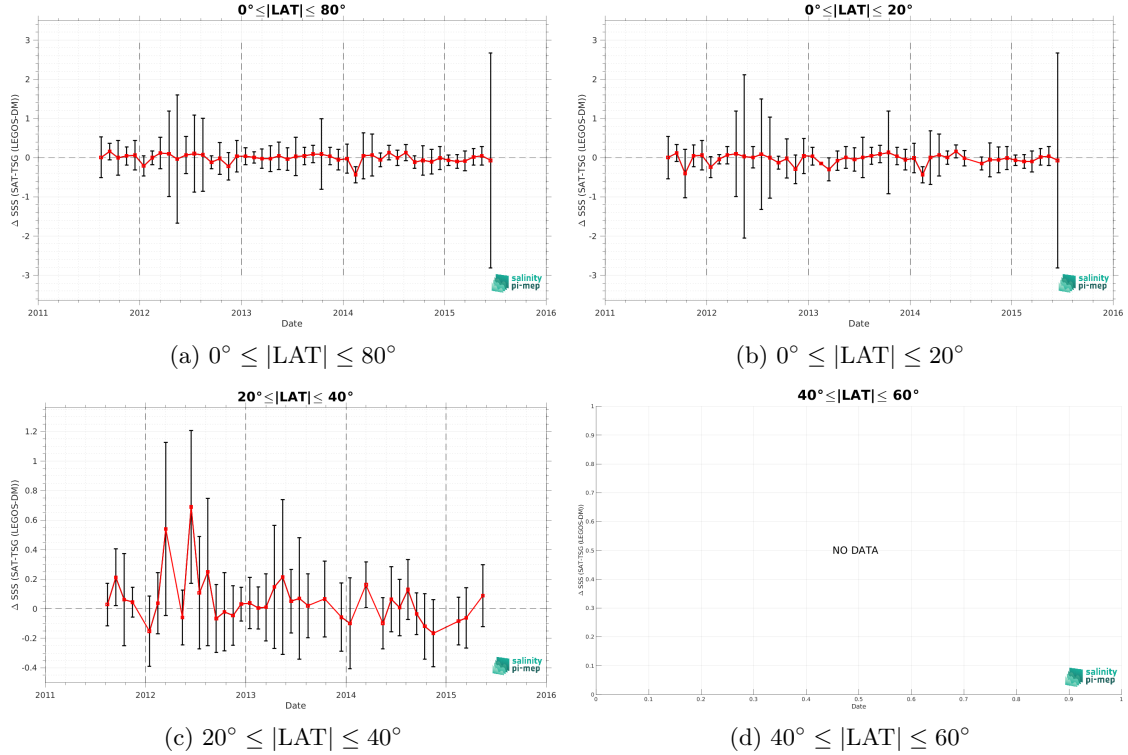 0°≤|LAT|≤ 80°
3
2
1
0
-1
-2
-3
Δ SSS (SAT-TSG (LEGOS-DM))
2011 2012 2013 2014 2015 2016
Date
salinity
pi-mep
(a) 0° ≤ |LAT| ≤ 80°
0°≤|LAT|≤ 20°
3
2
1
0
-1
-2
-3
Δ SSS (SAT-TSG (LEGOS-DM))
2011 2012 2013 2014 2015 2016
Date
salinity
pi-mep
(b) 0° ≤ |LAT| ≤ 20°
20°≤|LAT|≤ 40°
1.2
1
0.8
0.6
0.4
0.2
0
-0.2
-0.4
Δ SSS (SAT-TSG (LEGOS-DM))
2011 2012 2013 2014 2015 2016
Date
salinity
pi-mep
(c) 20° ≤ |LAT| ≤ 40°
40°≤|LAT|≤ 60°
1
0.9
0.8
0.7
0.6
0.5
0.4
0.3
0.2
0.1
0
Δ SSS (SAT-TSG (LEGOS-DM))
NO DATA
0 0.1 0.2 0.3 0.4 0.5 0.6 0.7 0.8 0.9 1
Date
salinity
pi-mep
(d) 40° ≤ |LAT| ≤ 60°